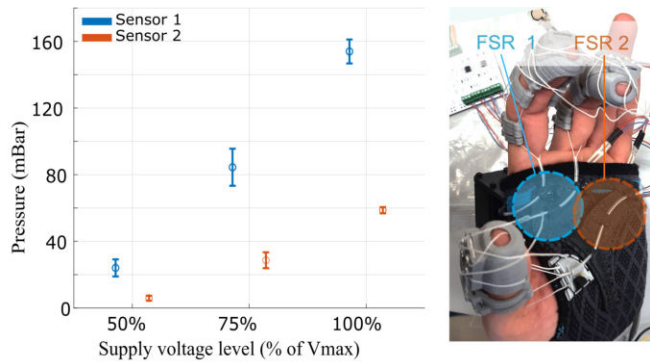 Sensor 1
Sensor 2
160
120
80
40
0
Pressure (mBar)
50%
75%
100%
Supply voltage level (% of Vmax)
FSR 1
FSR 2